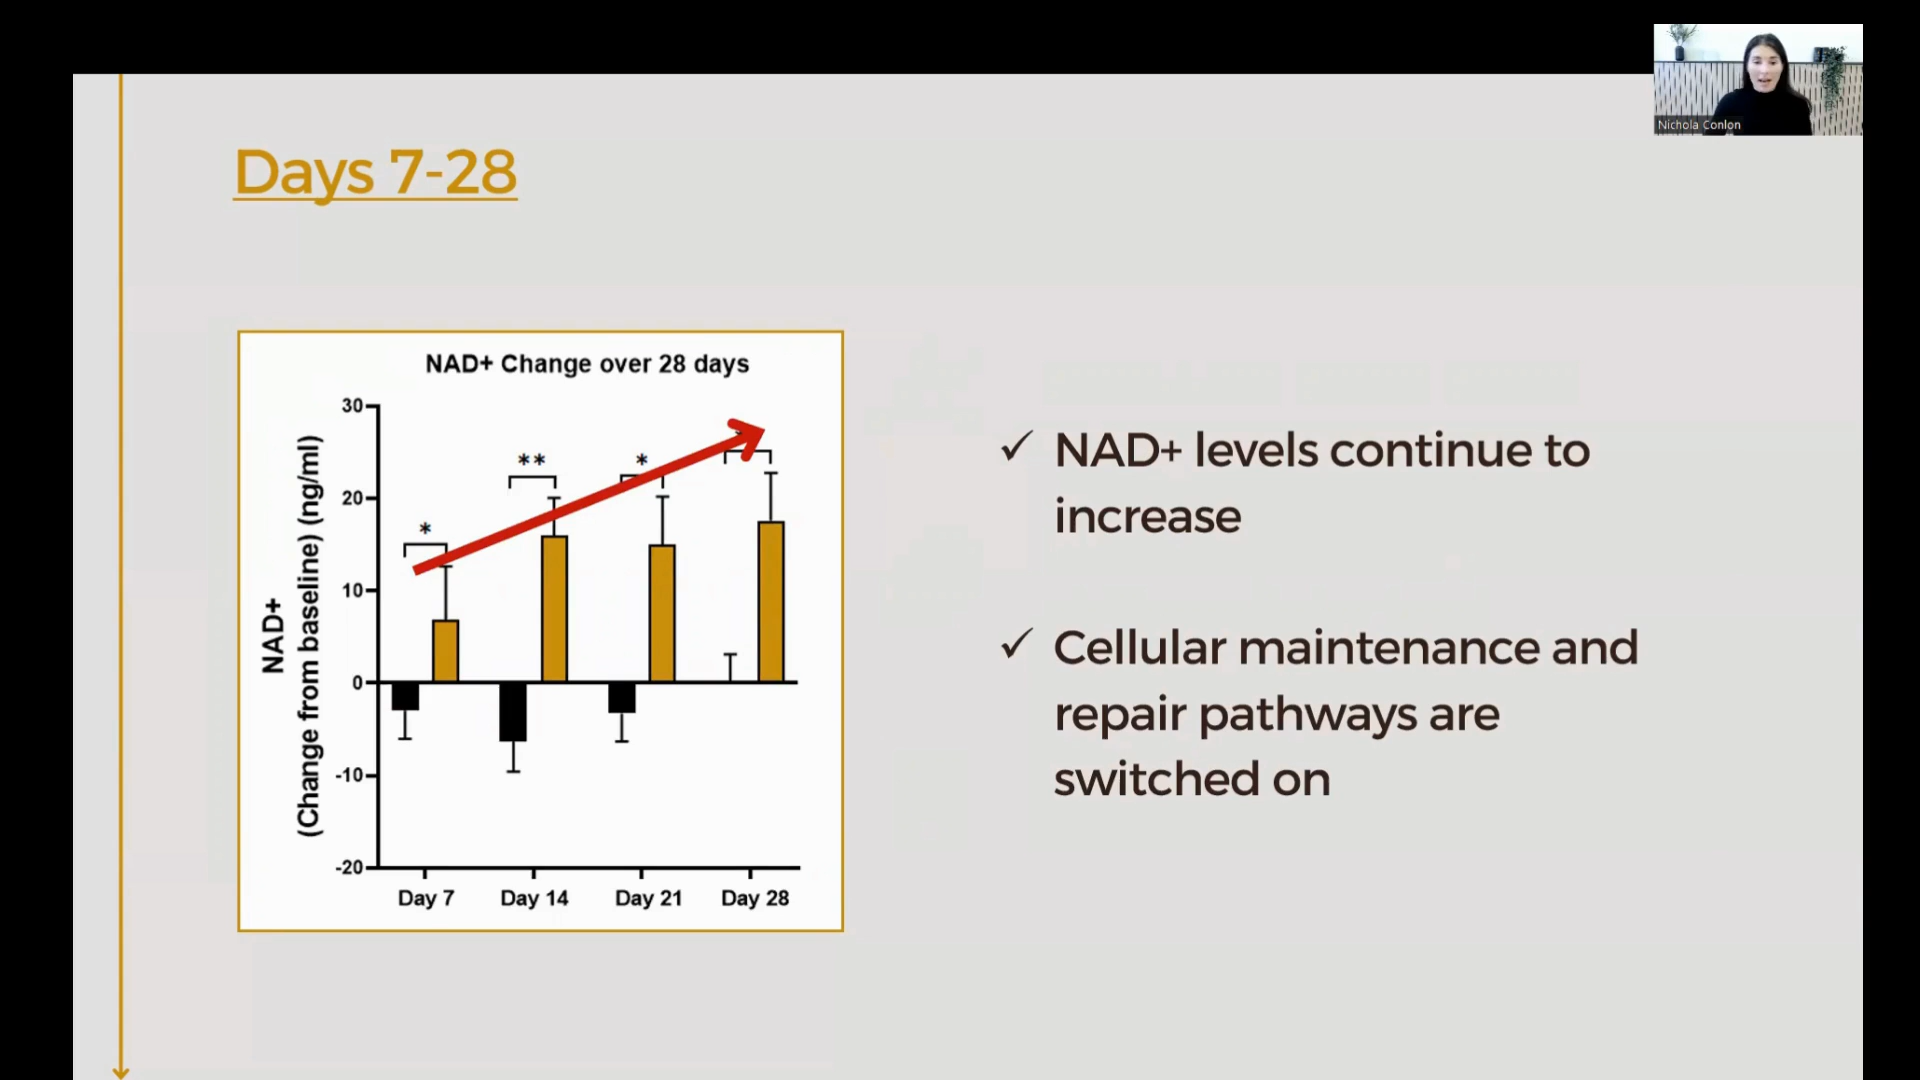 Nichola Conlon
Days 7-28
NAD+ Change over 28 days
NAD+
(Change from baseline) (ng/ml)
30
20
10
0
-10
-20
*
**
*
Day 7
Day 14
Day 21
Day 28
✓ NAD+ levels continue to
increase
✓ Cellular maintenance and
repair pathways are
switched on